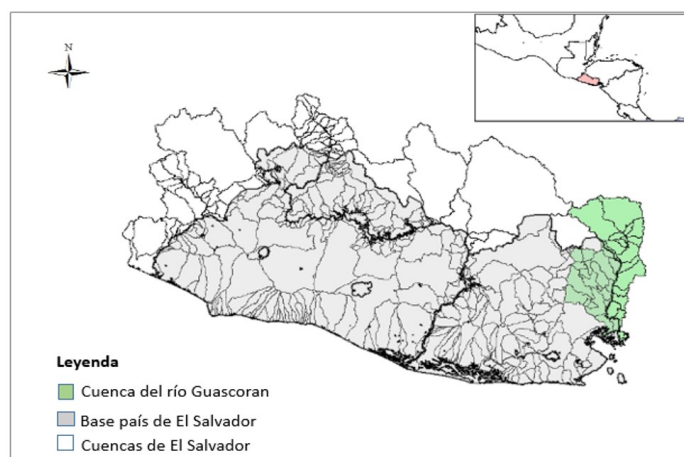 N
Leyenda
Cuenca del río Guascoran
Base país de El Salvador
Cuencas de El Salvador